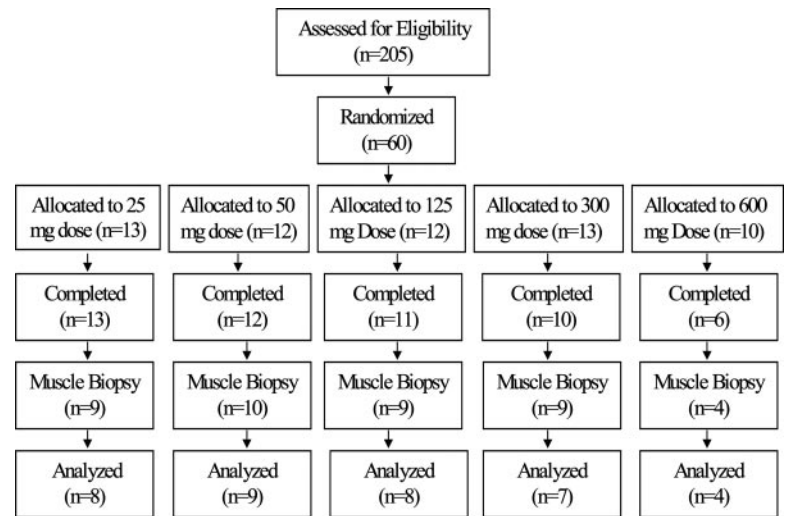 Assessed for Eligibility
(n=205)
Randomized
(n=60)
Allocated to 25
mg dose (n=13)
Allocated to 50
mg dose (n=12)
Allocated to 125
mg Dose (n=12)
Allocated to 300
mg dose (n=13)
Allocated to 600
mg Dose (n=10)
Completed
(n=13)
Completed
(n=12)
Completed
(n=11)
Completed
(n=10)
Completed
(n=6)
Muscle Biopsy
(n=9)
Muscle Biopsy
(n=10)
Muscle Biopsy
(n=9)
Muscle Biopsy
(n=9)
Muscle Biopsy
(n=4)
Analyzed
(n=8)
Analyzed
(n=9)
Analyzed
(n=8)
Analyzed
(n=7)
Analyzed
(n=4)